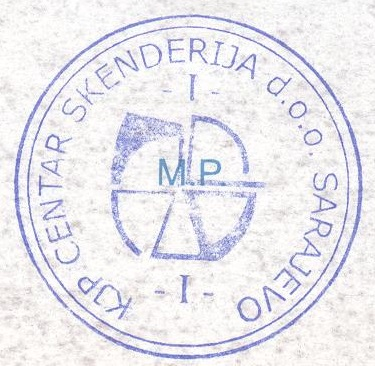 KJP CENTAR SKENDERIJA d.o.o. SARAJEVO
- I -
M.P
- I -